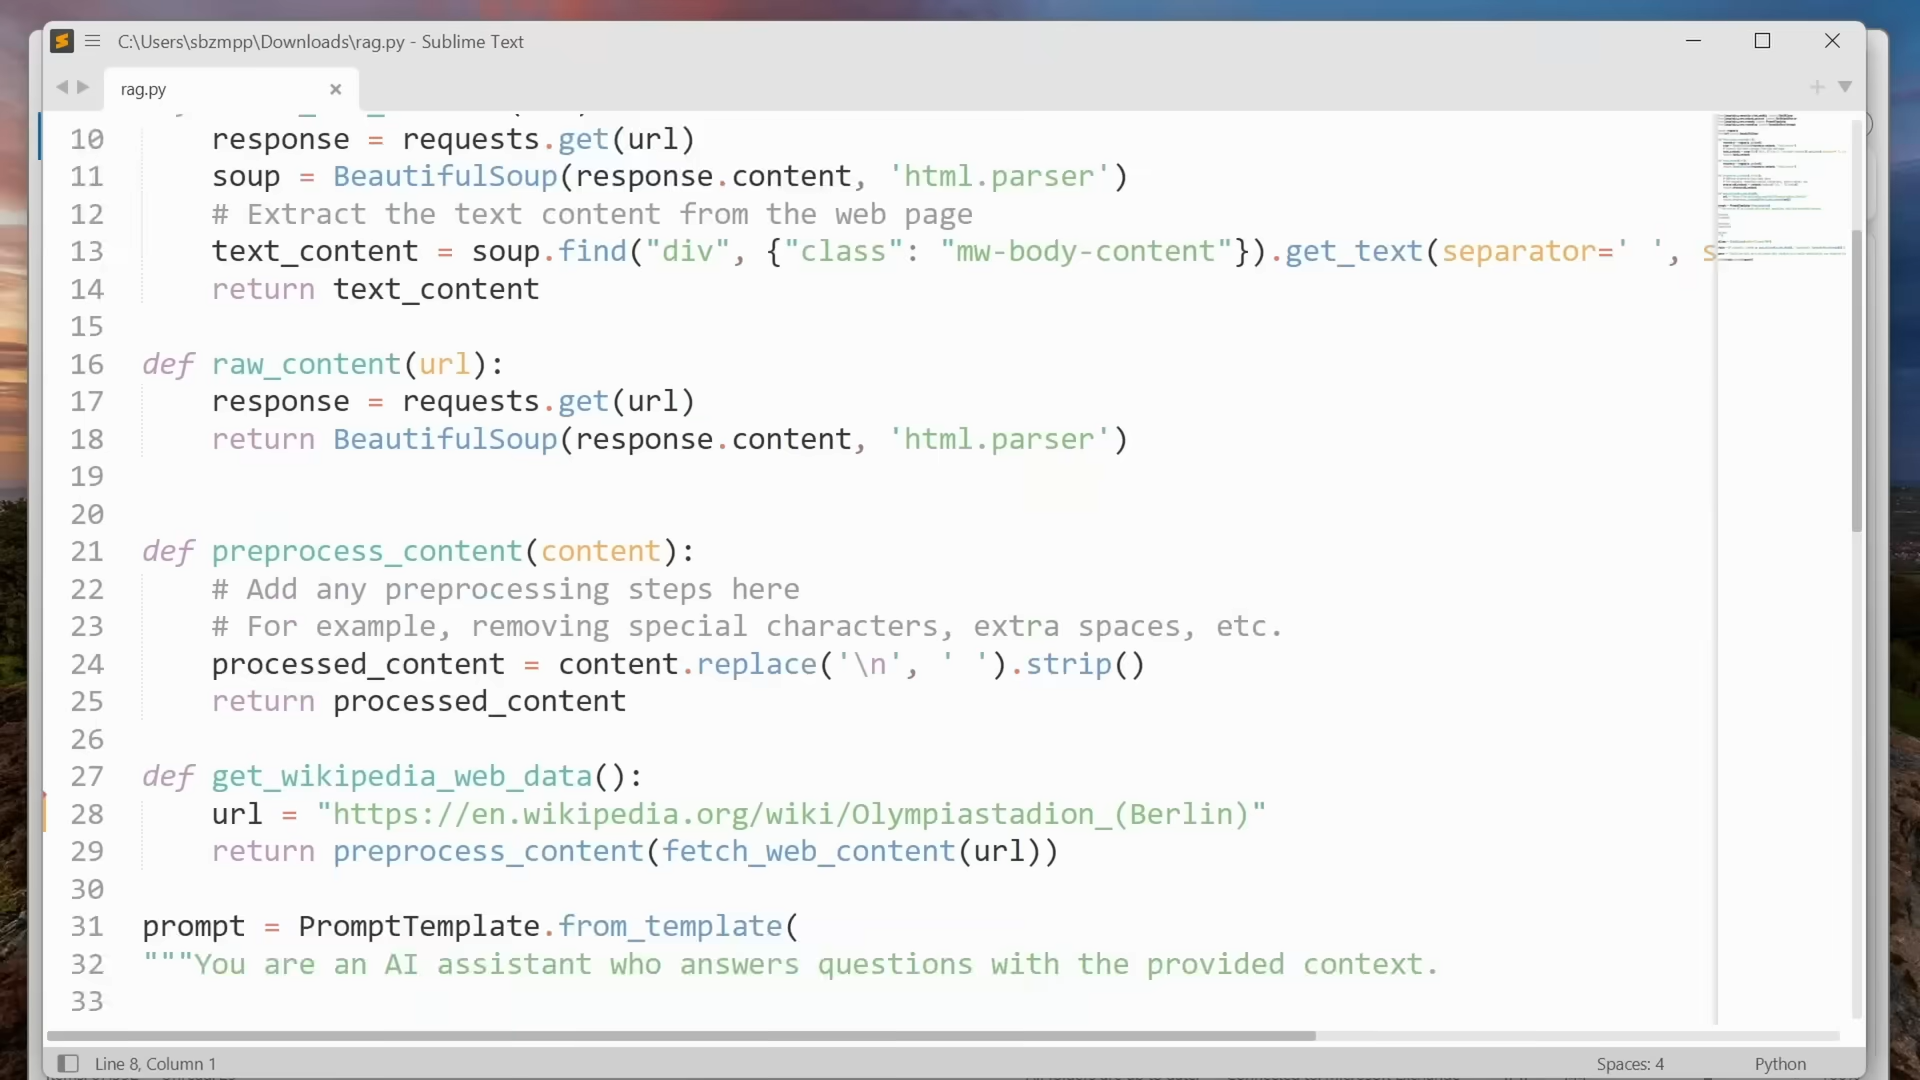 C:\Users\sbzmpp\Downloads\rag.py - Sublime Text
rag.py
10 response = requests.get(url)
11 soup = BeautifulSoup(response.content, 'html.parser')
12 # Extract the text content from the web page
13 text_content = soup.find("div", {"class": "mw-body-content"}).get_text(separator=' ', s
14 return text_content
15
16 def raw_content(url):
17 response = requests.get(url)
18 return BeautifulSoup(response.content, 'html.parser')
19
20
21 def preprocess_content(content):
22 # Add any preprocessing steps here
23 # For example, removing special characters, extra spaces, etc.
24 processed_content = content.replace('\n', ' ').strip()
25 return processed_content
26
27 def get_wikipedia_web_data():
28 url = "https://en.wikipedia.org/wiki/Olympiastadion_(Berlin)"
29 return preprocess_content(fetch_web_content(url))
30
31 prompt = PromptTemplate.from_template(
32 """You are an AI assistant who answers questions with the provided context.
33
Line 8, Column 1
Spaces: 4
Python